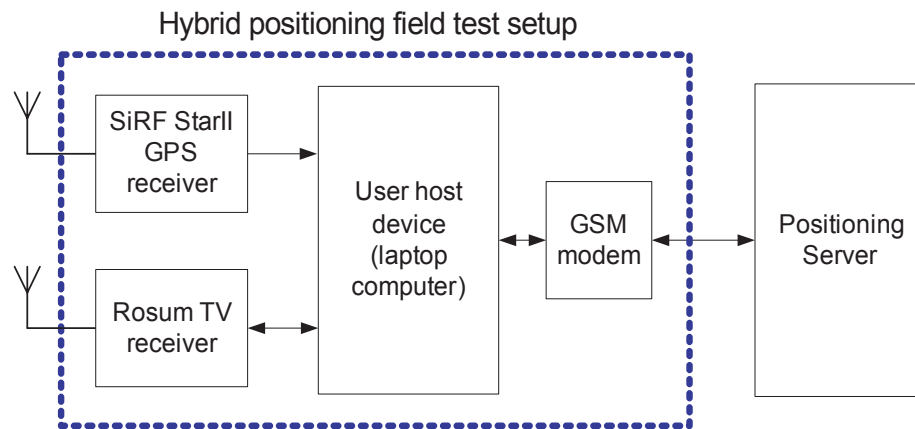 Hybrid positioning field test setup
SiRF StarII
GPS
receiver
Rosum TV
receiver
User host
device
(laptop
computer)
GSM
modem
Positioning
Server